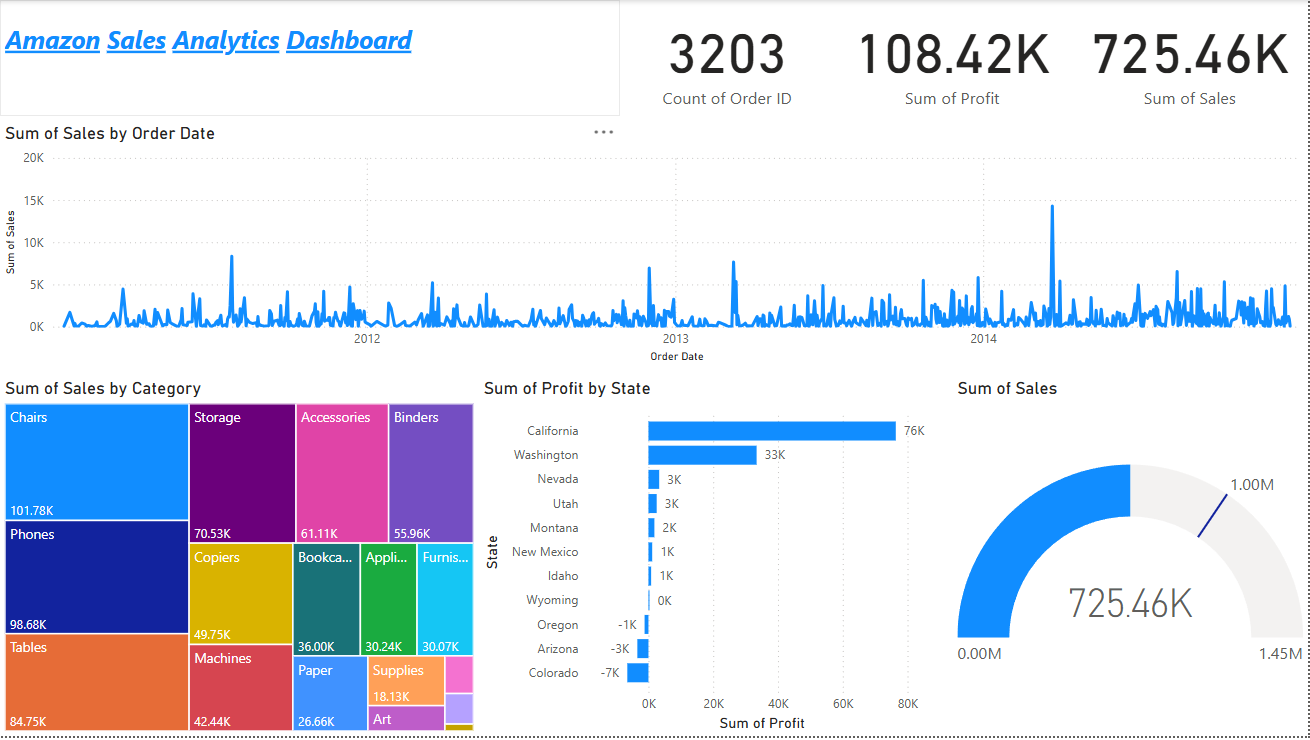 Amazon Sales Analytics Dashboard
3203
Count of Order ID
108.42K
Sum of Profit
725.46K
Sum of Sales
Sum of Sales by Order Date
20K
15K
10K
5K
0K
Sum of Sales
2012
2013
2014
Order Date
Sum of Sales by Category
Chairs
101.78K
Phones
98.68K
Tables
84.75K
Storage
70.53K
Accessories
61.11K
Binders
55.96K
Copiers
49.75K
Machines
42.44K
Bookca...
36.00K
Appli...
30.24K
Furnis...
30.07K
Paper
26.66K
Supplies
18.13K
Art
Sum of Profit by State
State
California 76K
Washington 33K
Nevada 3K
Utah 3K
Montana 2K
New Mexico 1K
Idaho 1K
Wyoming 0K
Oregon -1K
Arizona -3K
Colorado -7K
0K 20K 40K 60K 80K
Sum of Profit
Sum of Sales
1.00M
725.46K
0.00M
1.45M